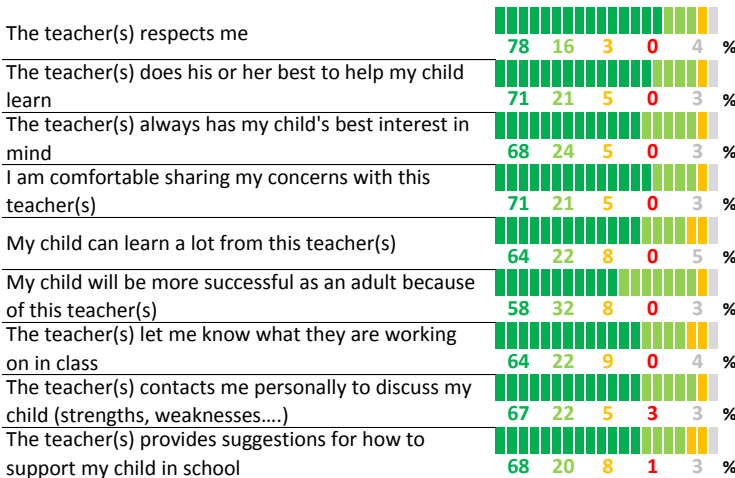 The teacher(s) respects me
78 16 3 0 4 %
The teacher(s) does his or her best to help my child
learn
71 21 5 0 3 %
The teacher(s) always has my child's best interest in
mind
68 24 5 0 3 %
I am comfortable sharing my concerns with this
teacher(s)
71 21 5 0 3 %
My child can learn a lot from this teacher(s)
64 22 8 0 5 %
My child will be more successful as an adult because
of this teacher(s)
58 32 8 0 3 %
The teacher(s) let me know what they are working
on in class
64 22 9 0 4 %
The teacher(s) contacts me personally to discuss my
child (strengths, weaknesses....)
67 22 5 3 3 %
The teacher(s) provides suggestions for how to
support my child in school
68 20 8 1 3 %